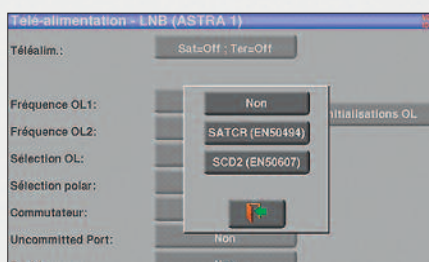 Télé-alimentation - LNB (ASTRA 1)
Téléalim.:
Sat=Off ; Ter=Off
Fréquence OL1:
Non
nitialisations OL
Fréquence OL2:
SATCR (EN50494)
Sélection OL:
SCD2 (EN50607)
Sélection polar:
Commutateur:
Uncommitted Port:
Non